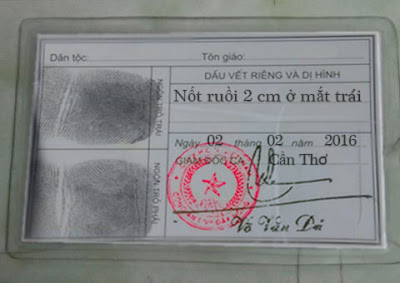 Dân tộc: Tôn giáo:
DẤU VẾT RIÊNG VÀ DỊ HÌNH
Nốt ruồi 2 cm ở mắt trái
NGÓN TRỎ TRÁI
Ngày 02 tháng 02 năm 2016
GIÁM ĐỐC CA Cần Thơ
NGÓN TRỎ PHẢI
Võ Văn Dá